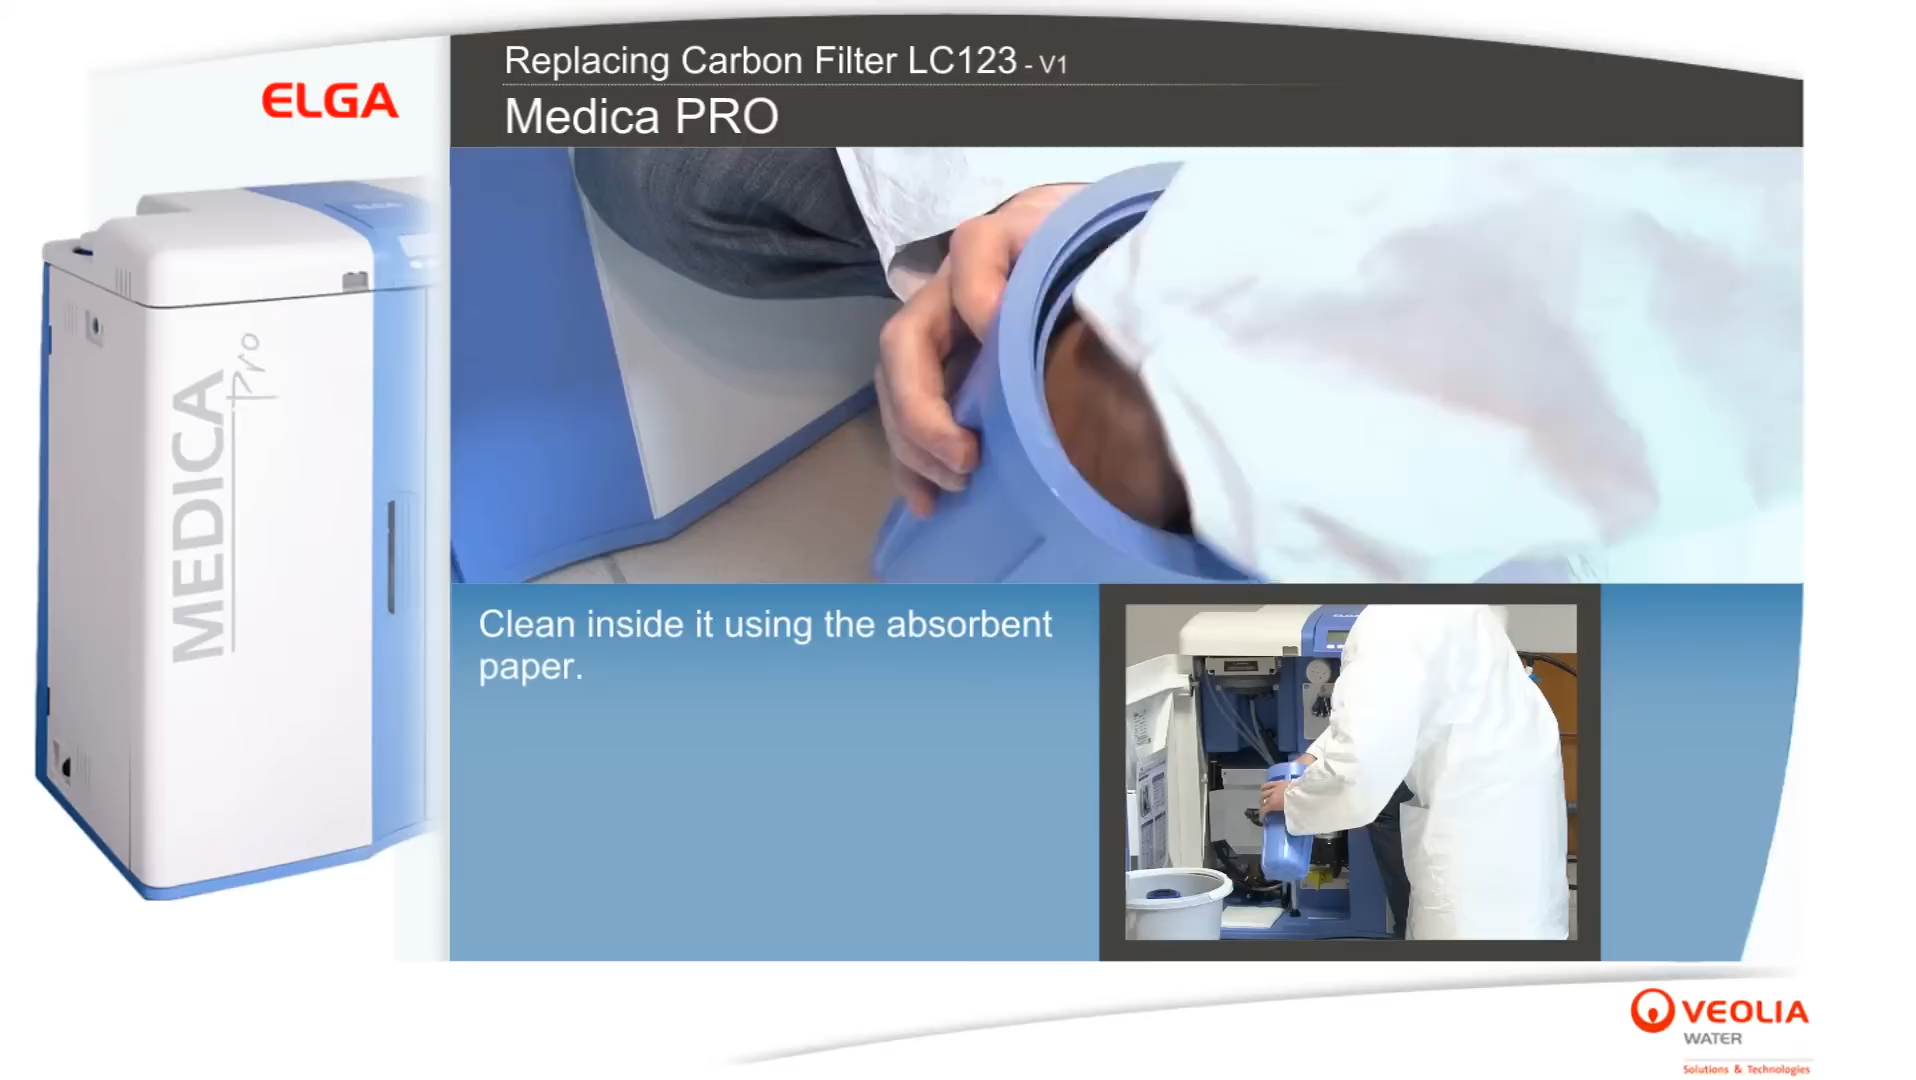 Replacing Carbon Filter LC123 - V1
ELGA
Medica PRO
MEDICA
Pro
Clean inside it using the absorbent
paper.
VEOLIA
WATER
Solutions & Technologies